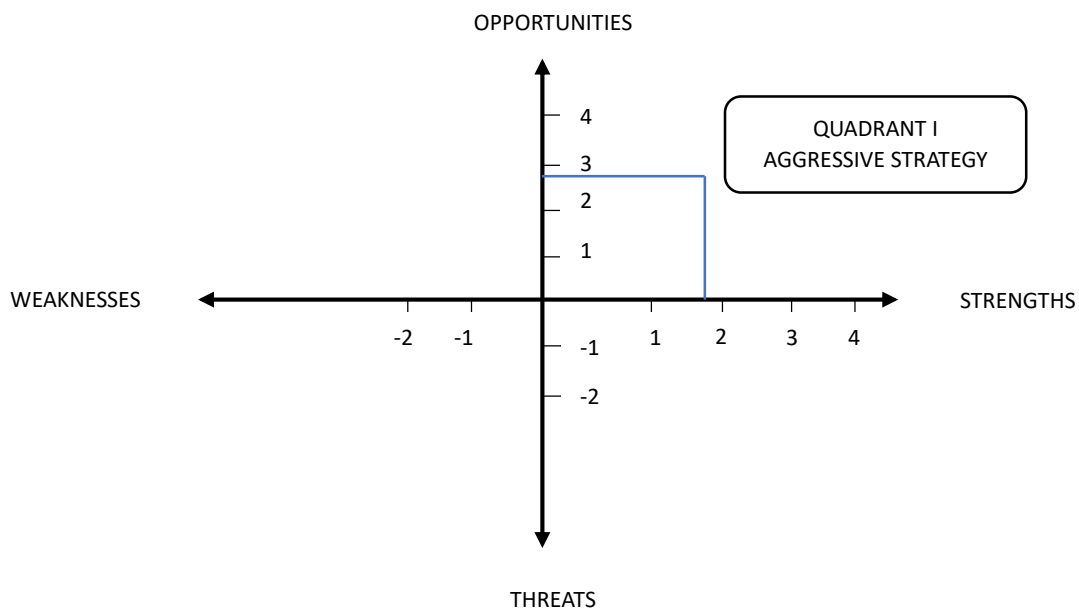 OPPORTUNITIES
4
QUADRANT I
AGGRESSIVE STRATEGY
3
2
1
WEAKNESSES
STRENGTHS
-2 -1 1 2 3 4
-1
-2
THREATS